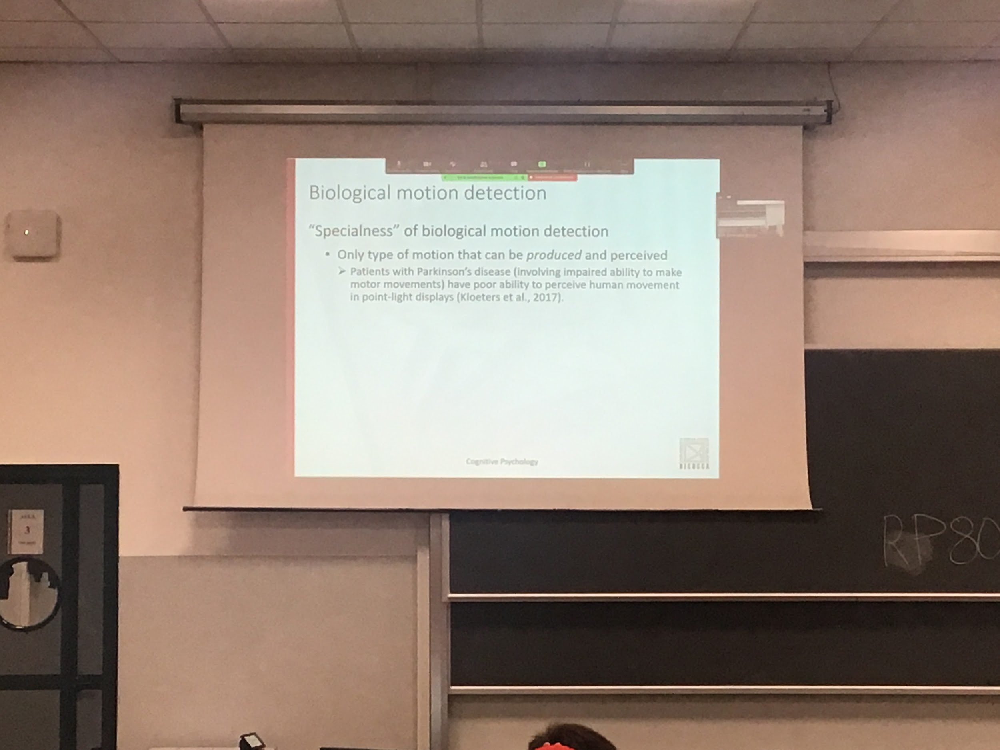 Biological motion detection
“Specialness” of biological motion detection
• Only type of motion that can be produced and perceived
➢ Patients with Parkinson’s disease (involving impaired ability to make
motor movements) have poor ability to perceive human movement
in point-light displays (Kloeters et al., 2017).
Cognitive Psychology
BICOCCA
AULA
3
RP80